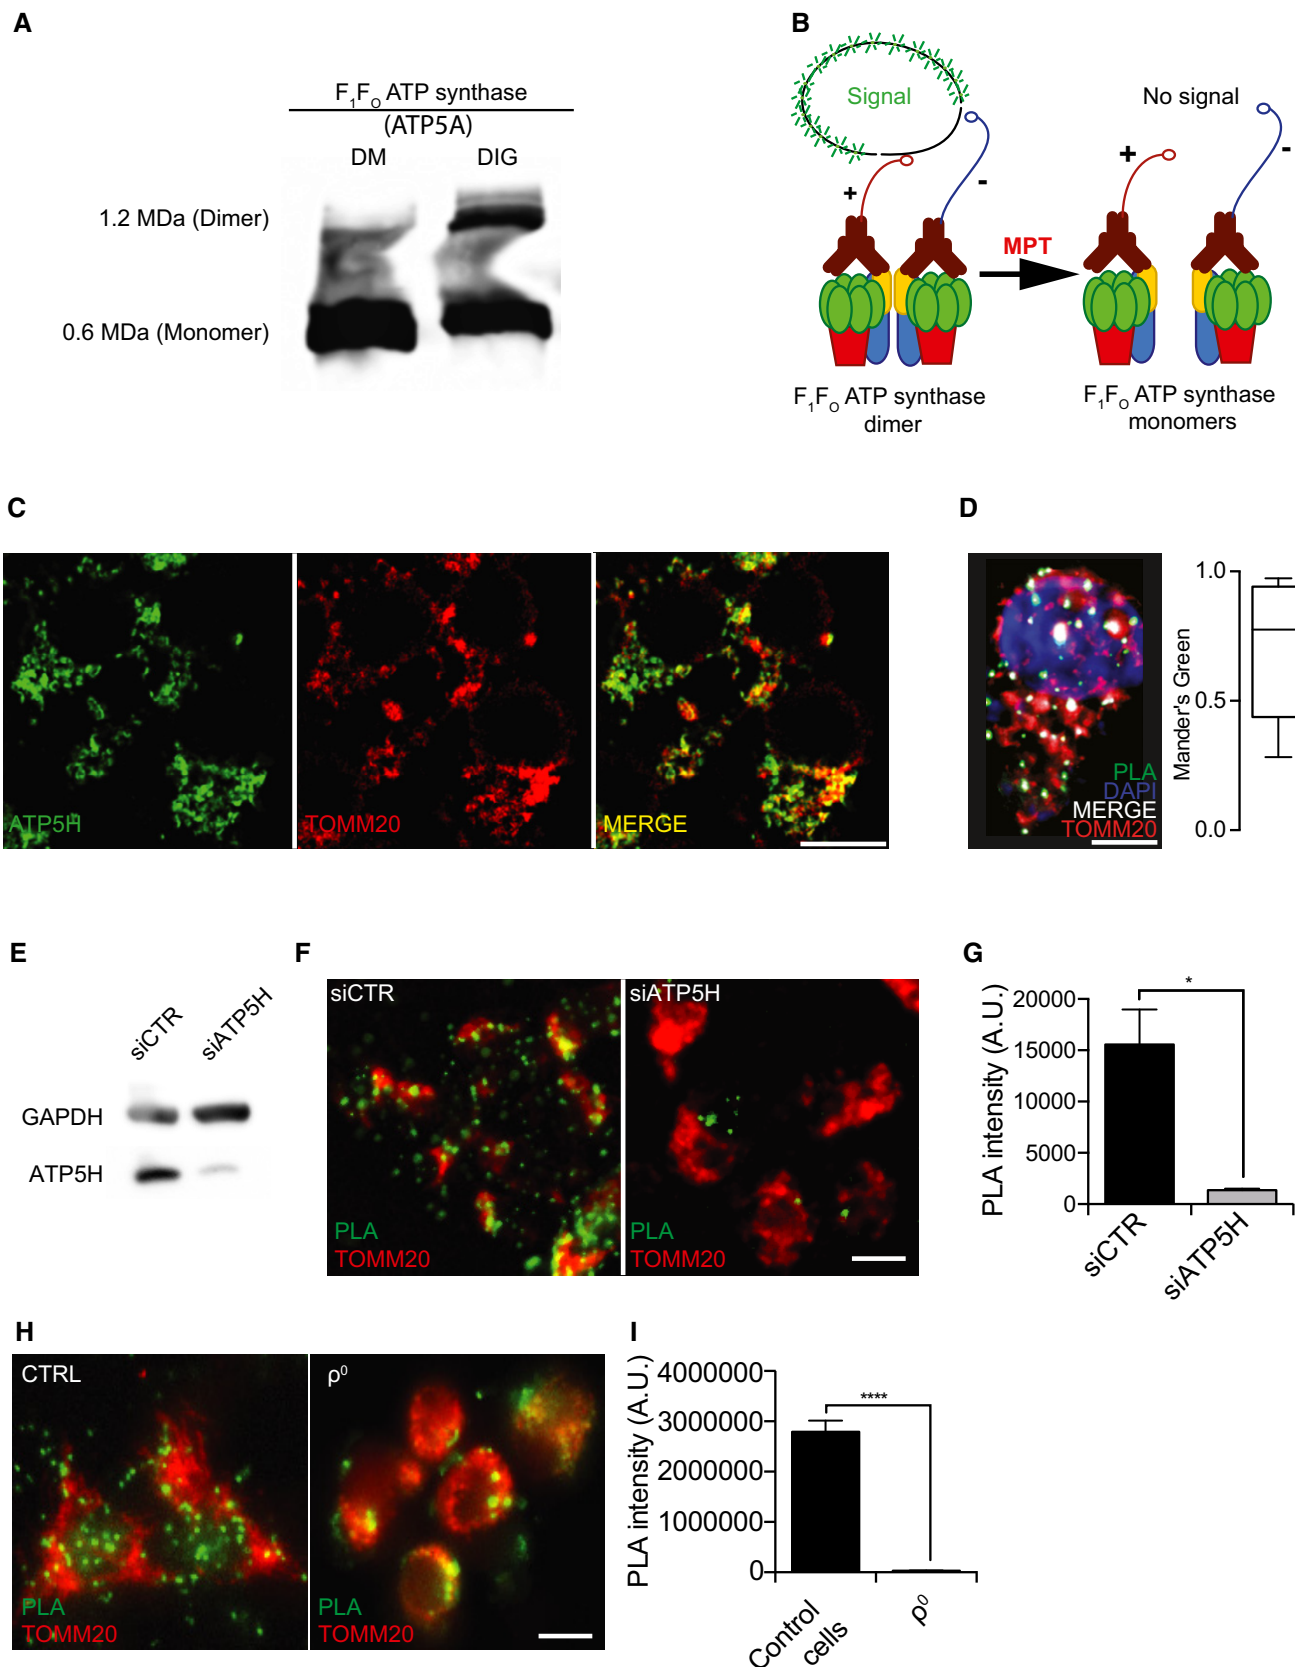 A
F₁F₀ ATP synthase
(ATP5A)
DM DIG
1.2 MDa (Dimer)
0.6 MDa (Monomer)
B
Signal
No signal
+ - + -
MPT
F₁F₀ ATP synthase
dimer
F₁F₀ ATP synthase
monomers
C
ATP5H
TOMM20
MERGE
D
PLA
DAPI
MERGE
TOMM20
Mander's Green
1.0
0.5
0.0
E
siCTR siATP5H
GAPDH
ATP5H
F
siCTR
PLA
TOMM20
siATP5H
PLA
TOMM20
G
PLA intensity (A.U.)
20000
15000
10000
5000
0
*
siCTR siATP5H
H
CTRL
PLA
TOMM20
ρ⁰
PLA
TOMM20
I
PLA intensity (A.U.)
4000000
3000000
2000000
1000000
0
****
Control
cells
ρ⁰